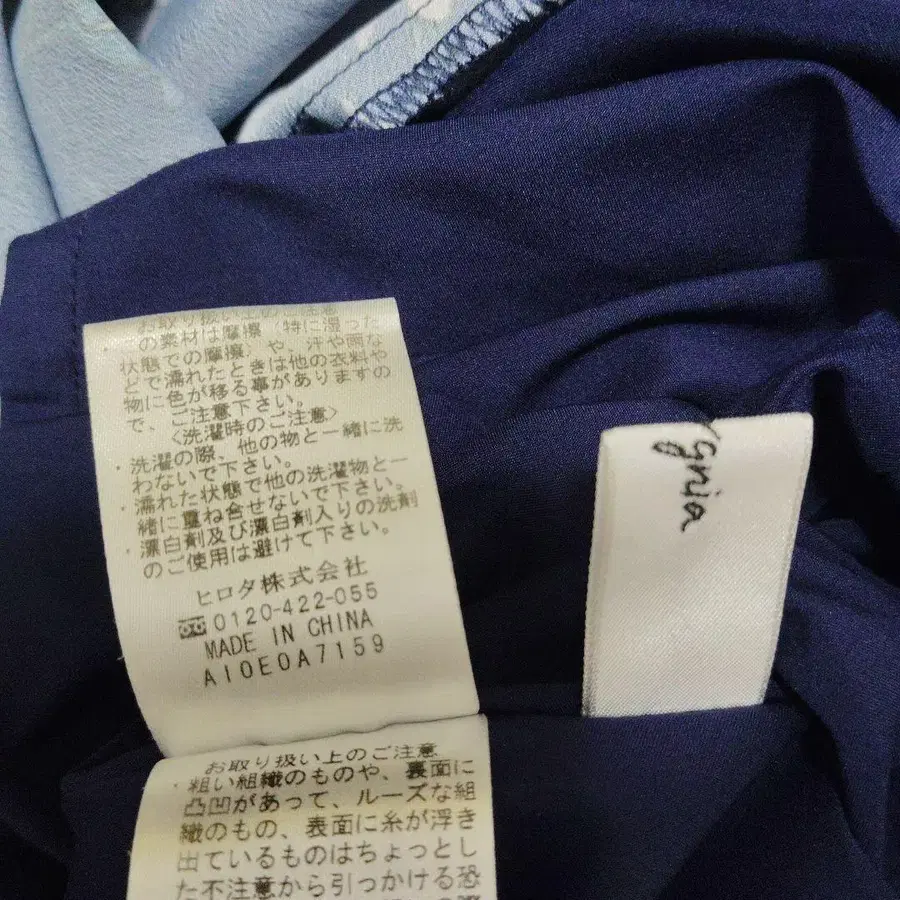 お取り扱い上のご注意
・この素材は摩擦（特に湿った
状態での摩擦）や、汗や雨な
どで濡れたときは他の衣料や
物に色が移る事がありますの
で、ご注意下さい。
〈洗濯時のご注意〉
・洗濯の際、他の物と一緒に洗
わないで下さい。
・濡れた状態で他の洗濯物と一
緒に重ね合せないで下さい。
・漂白剤及び漂白剤入りの洗剤
のご使用は避けて下さい。
ヒロタ株式会社
0120-422-055
MADE IN CHINA
A10E0A7159
gnia
お取り扱い上のご注意
・粗い組織のものや、裏面に
凸凹があって、ルーズな組
織のもの、表面に糸が浮き
出ているものはちょっとし
た不注意から引っかける恐